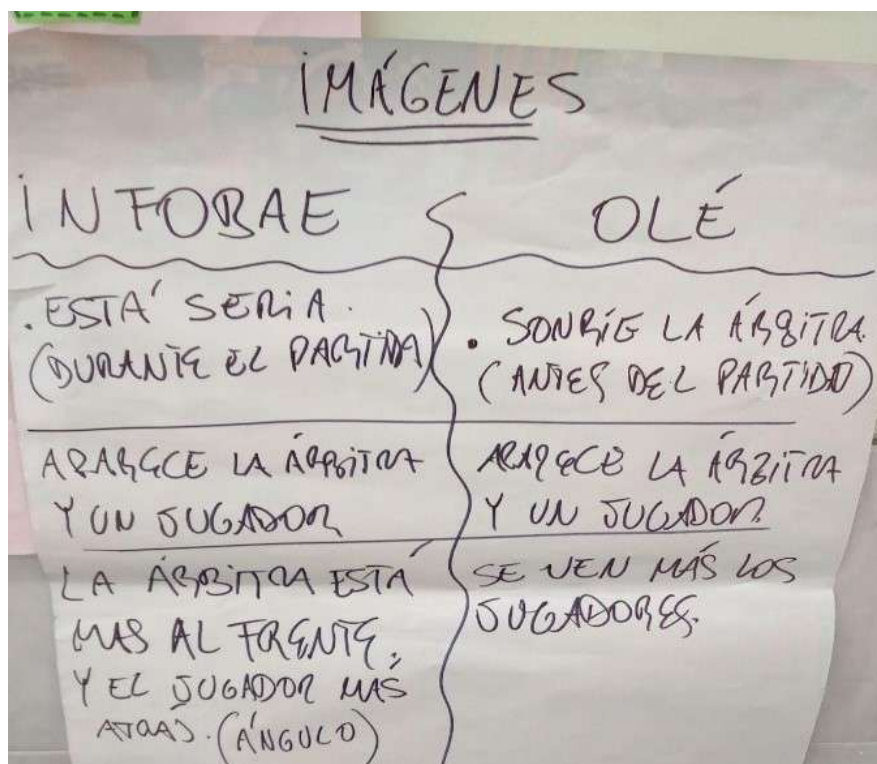 IMÁGENES
INFOBAE
. ESTÁ SERIA.
(DURANTE EL PARTIDO)
APARECE LA ÁRBITRA
Y UN JUGADOR
LA ÁRBITRA ESTÁ
MAS AL FRENTE.
Y EL JUGADOR MÁS
ATRÁS. (ÁNGULO)
OLÉ
. SONRÍE LA ÁRBITRA.
(ANTES DEL PARTIDO)
APARECE LA ÁRBITRA
Y UN JUGADOR.
SE VEN MÁS LOS
JUGADORES.